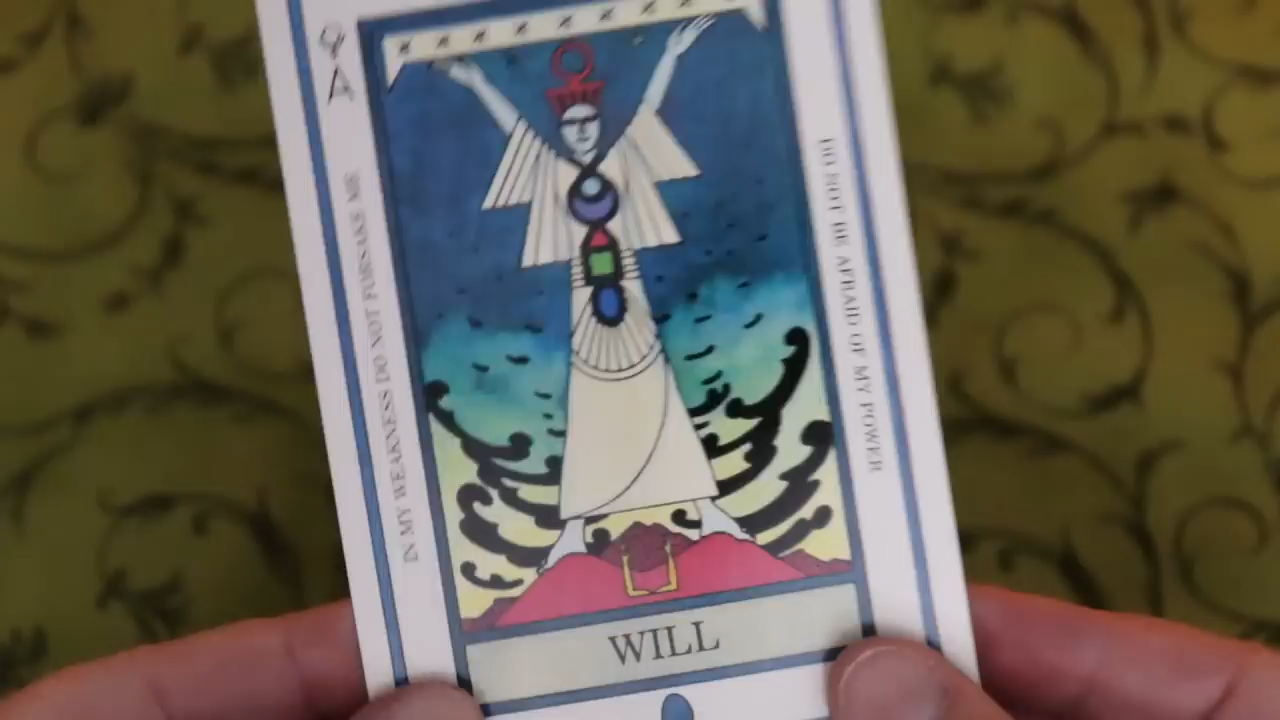 IN MY WEAKNESS DO NOT FORSAKE ME
DO NOT BE AFRAID OF MY POWER
WILL